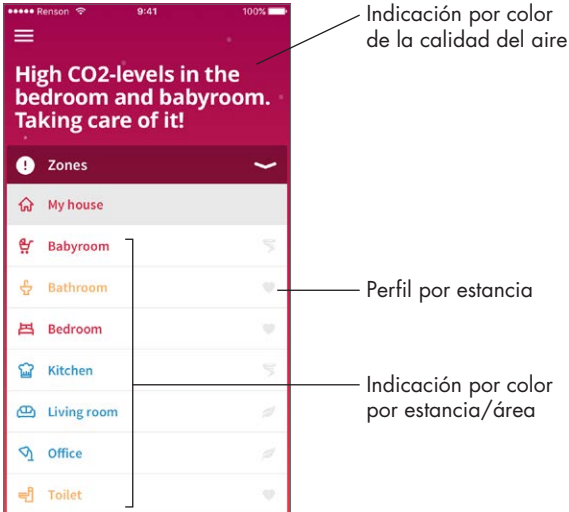 Renson 9:41 100%
High CO2-levels in the
bedroom and babyroom.
Taking care of it!
Zones
My house
Babyroom
Bathroom
Bedroom
Kitchen
Living room
Office
Toilet
Indicación por color
de la calidad del aire
Perfil por estancia
Indicación por color
por estancia/área